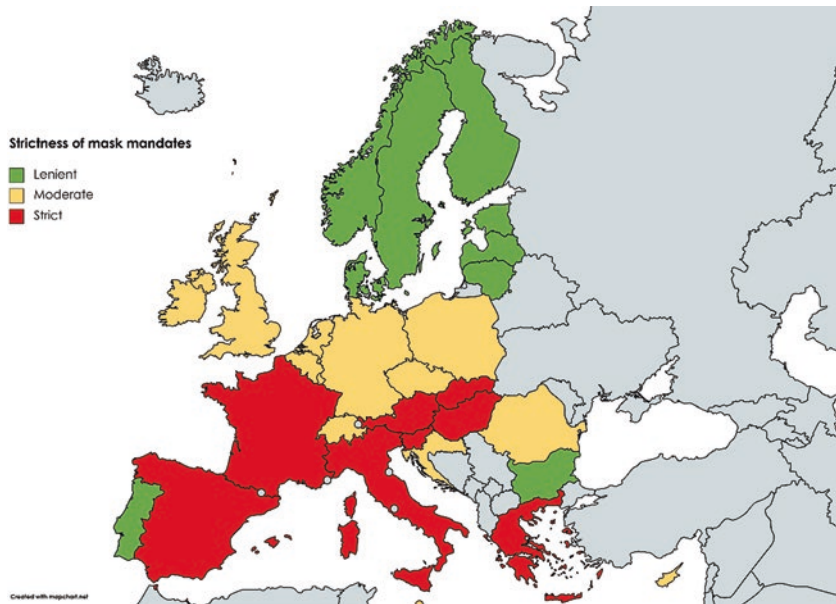 Strictness of mask mandates
Lenient
Moderate
Strict
Created with mapchart.net